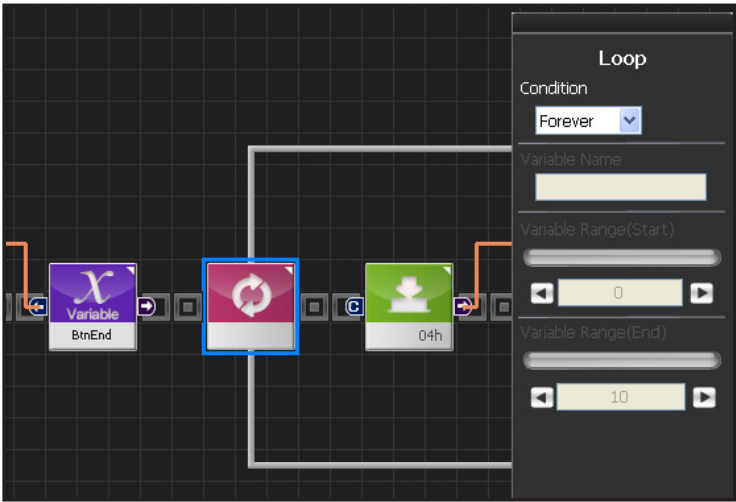 X
Variable
BtnEnd
C
04h
Loop
Condition
Forever
Variable Name
Variable Range(Start)
0
Variable Range(End)
10